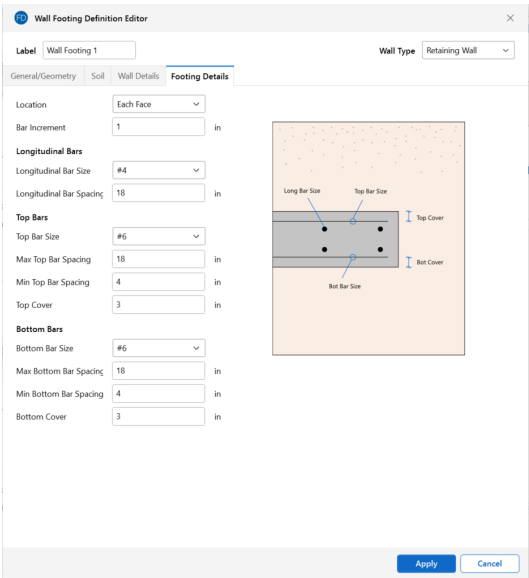 FD Wall Footing Definition Editor
Label Wall Footing 1 Wall Type Retaining Wall
General/Geometry Soil Wall Details Footing Details
Location Each Face
Bar Increment 1 in
Longitudinal Bars
Longitudinal Bar Size #4
Longitudinal Bar Spacing 18 in
Top Bars
Top Bar Size #6
Max Top Bar Spacing 18 in
Min Top Bar Spacing 4 in
Top Cover 3 in
Bottom Bars
Bottom Bar Size #6
Max Bottom Bar Spacing 18 in
Min Bottom Bar Spacing 4 in
Bottom Cover 3 in
Long Bar Size Top Bar Size
Top Cover
Bot Cover
Bot Bar Size
Apply Cancel